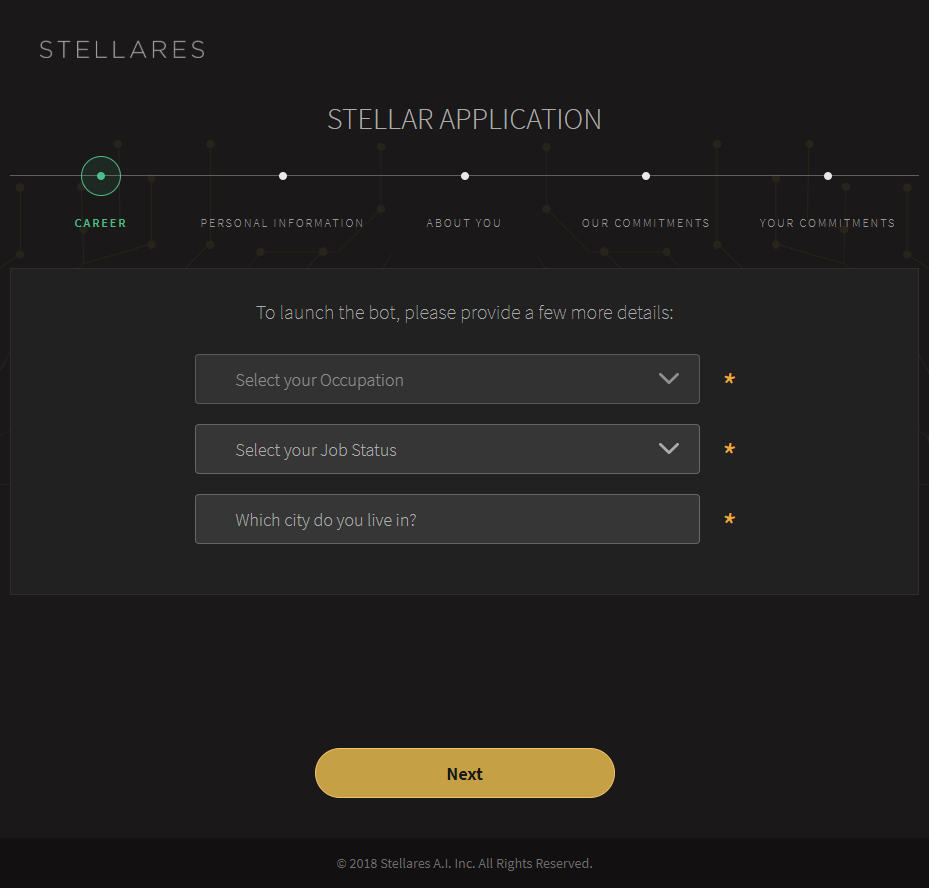 STELLARES
STELLAR APPLICATION
CAREER
PERSONAL INFORMATION
ABOUT YOU
OUR COMMITMENTS
YOUR COMMITMENTS
To launch the bot, please provide a few more details:
Select your Occupation *
Select your Job Status *
Which city do you live in? *
Next
© 2018 Stellares A.I. Inc. All Rights Reserved.